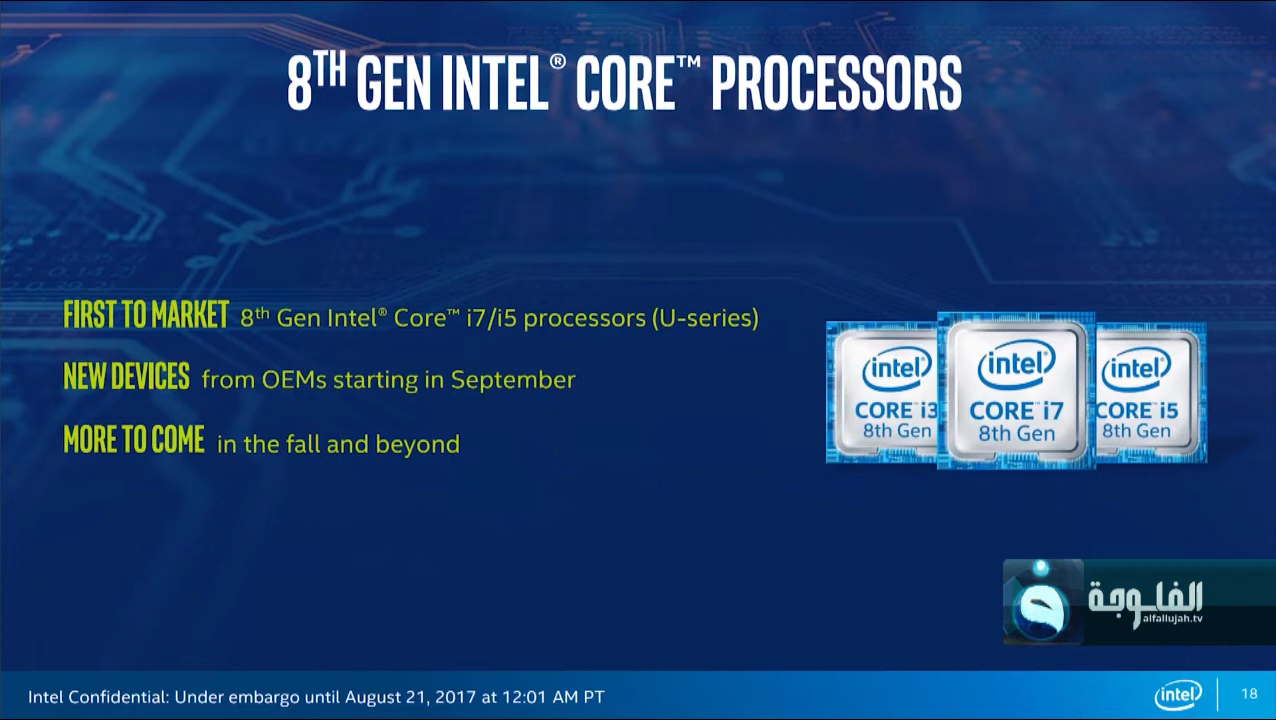 8TH GEN INTEL® CORE™ PROCESSORS
FIRST TO MARKET 8th Gen Intel® Core™ i7/i5 processors (U-series)
NEW DEVICES from OEMs starting in September
MORE TO COME in the fall and beyond
intel®
CORE™ i3
8th Gen
intel®
CORE™ i7
8th Gen
intel®
CORE™ i5
8th Gen
الفلوجة
alfallujah.tv
Intel Confidential: Under embargo until August 21, 2017 at 12:01 AM PT
intel®
18